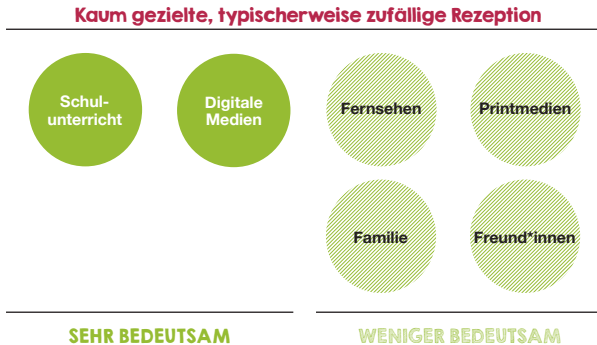 Kaum gezielte, typischerweise zufällige Rezeption
Schul-
unterricht
Digitale
Medien
Fernsehen
Printmedien
Familie
Freund*innen
SEHR BEDEUTSAM
WENIGER BEDEUTSAM